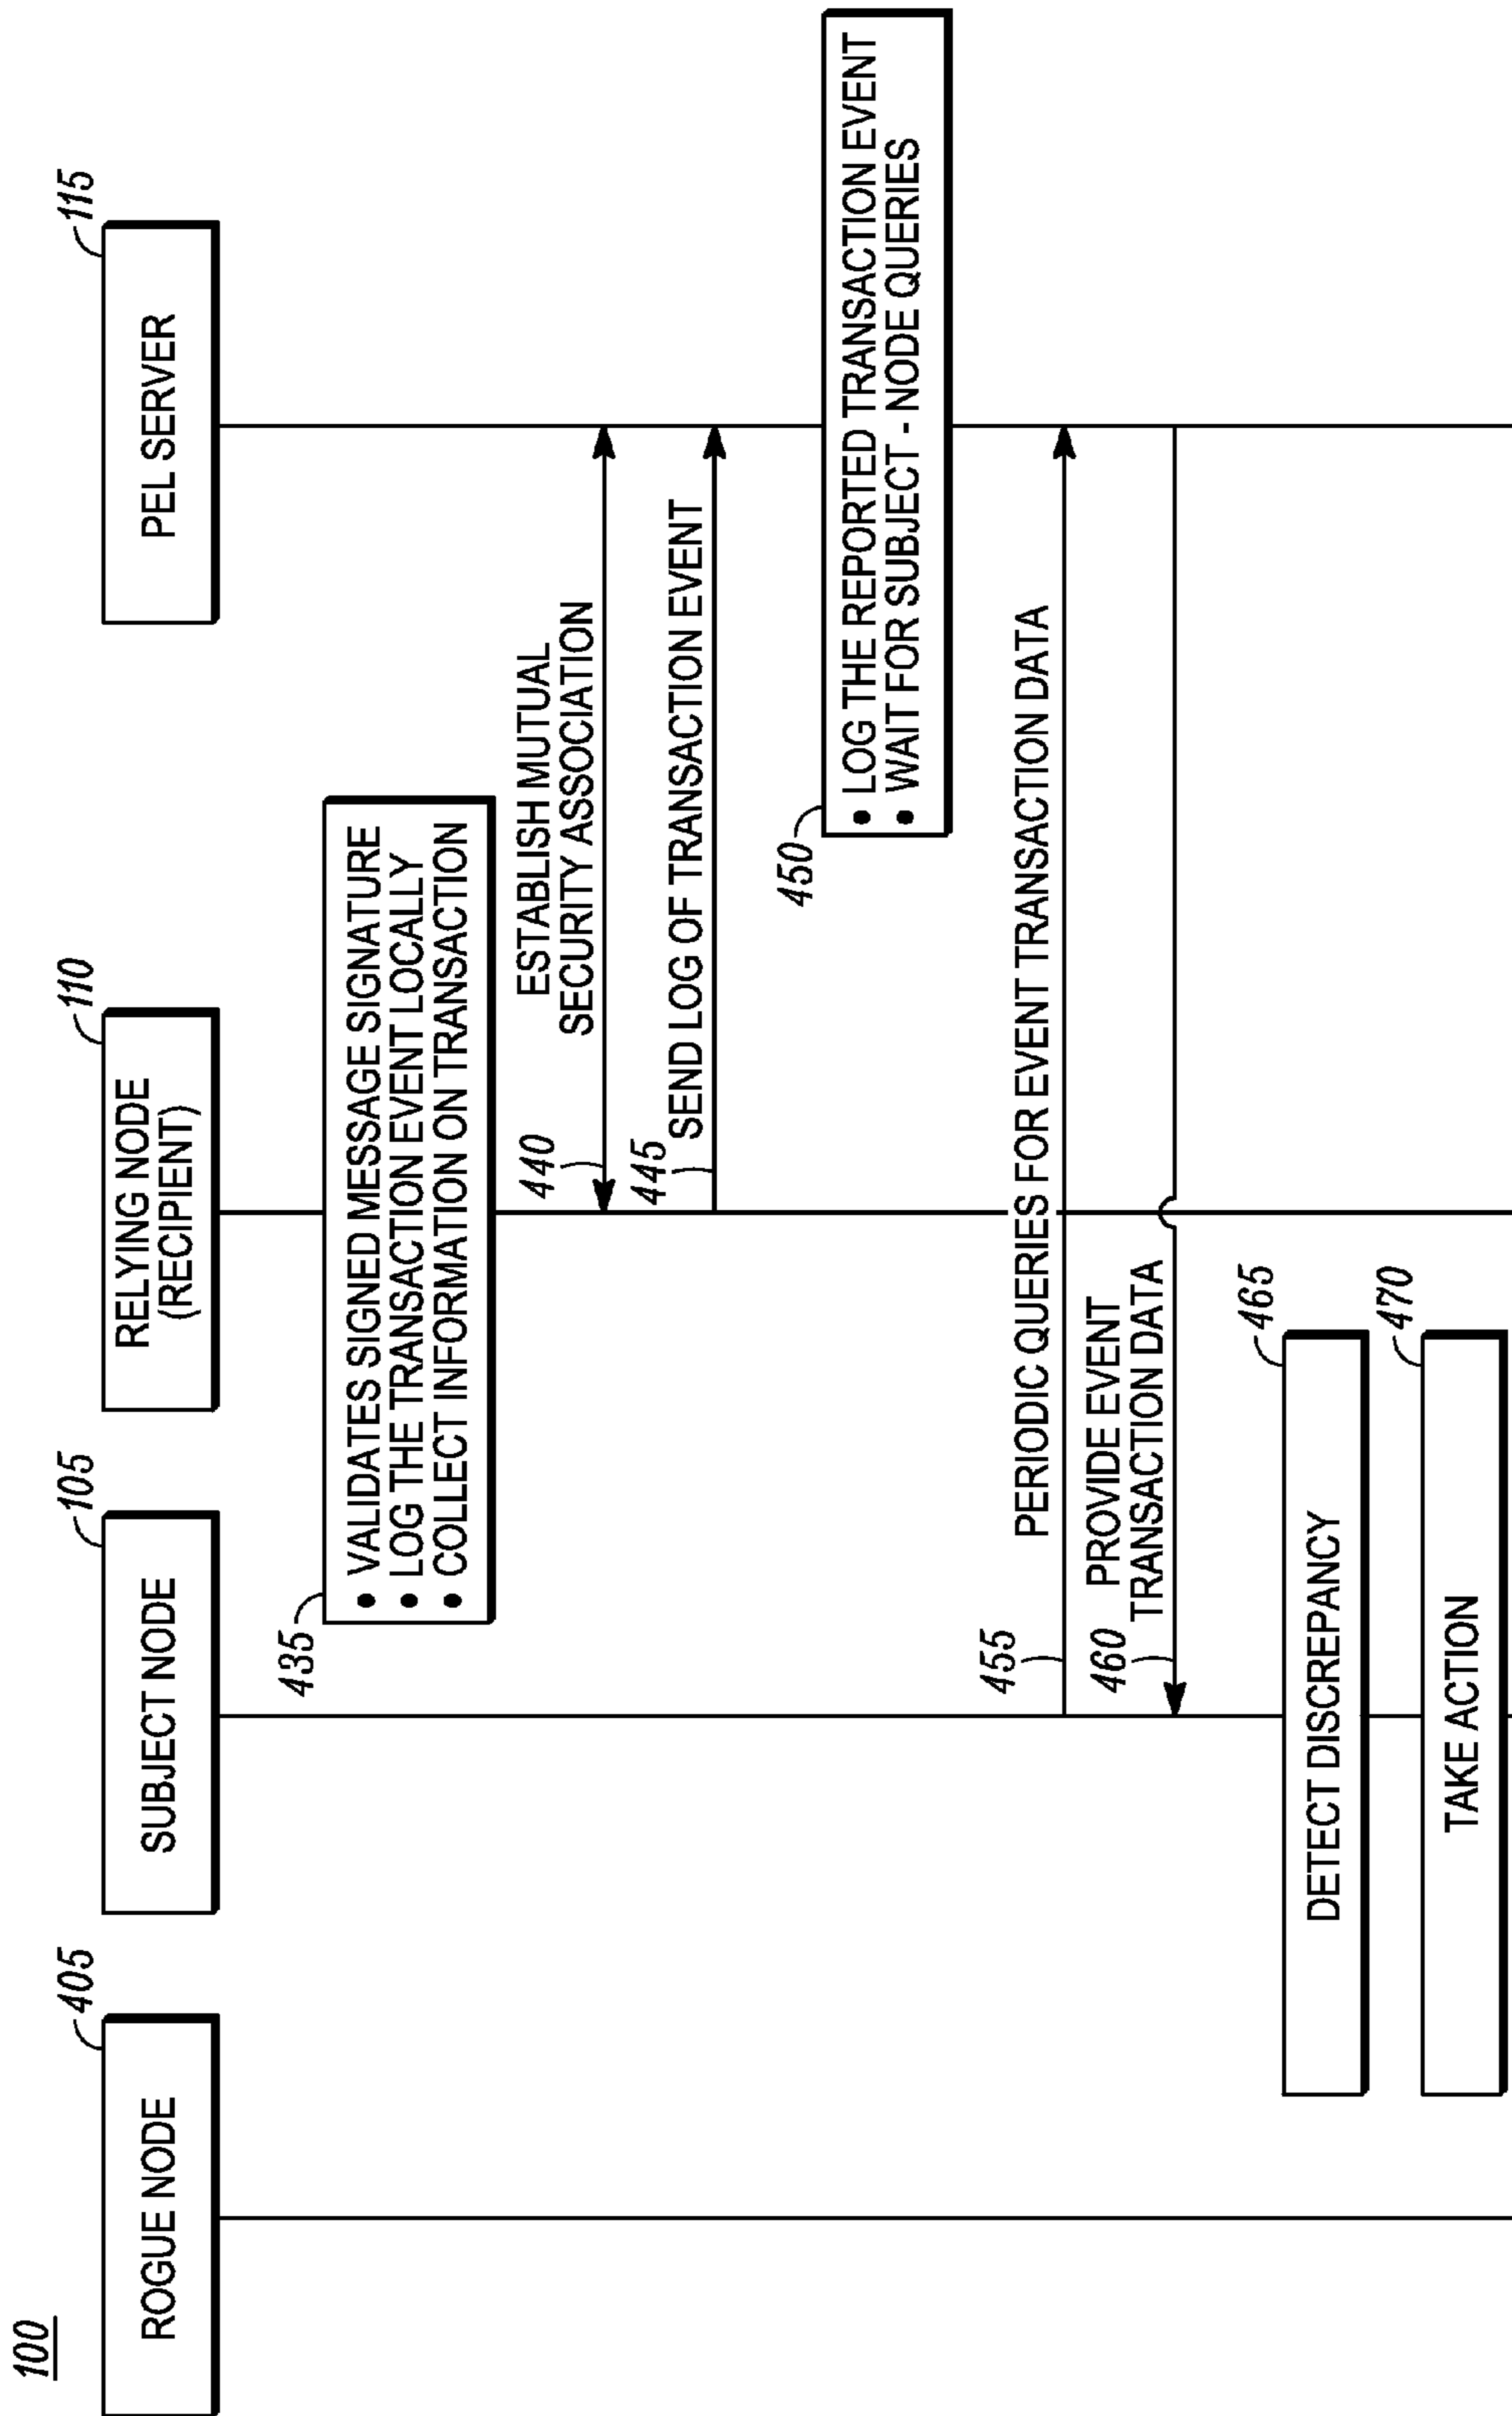 100
405
ROGUE NODE
105
SUBJECT NODE
110
RELYING NODE
(RECIPIENT)
115
PEL SERVER
435
• VALIDATES SIGNED MESSAGE SIGNATURE
• LOG THE TRANSACTION EVENT LOCALLY
• COLLECT INFORMATION ON TRANSACTION
440
ESTABLISH MUTUAL
SECURITY ASSOCIATION
445
SEND LOG OF TRANSACTION EVENT
450
• LOG THE REPORTED TRANSACTION EVENT
• WAIT FOR SUBJECT - NODE QUERIES
455
PERIODIC QUERIES FOR EVENT TRANSACTION DATA
460
PROVIDE EVENT
TRANSACTION DATA
465
DETECT DISCREPANCY
470
TAKE ACTION